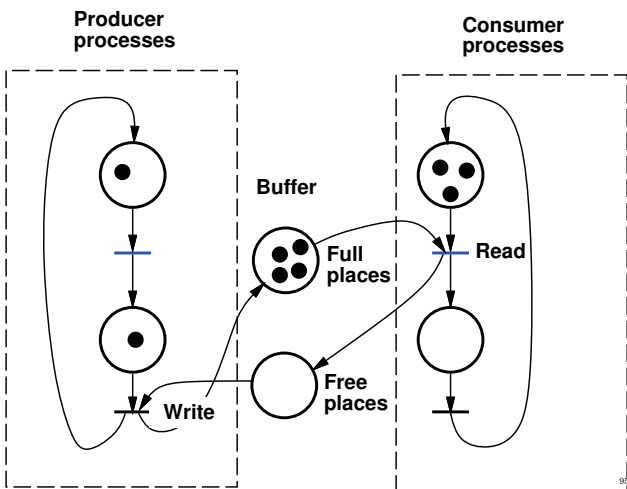 Producer
processes
Consumer
processes
Buffer
Full
places
Read
Free
places
Write